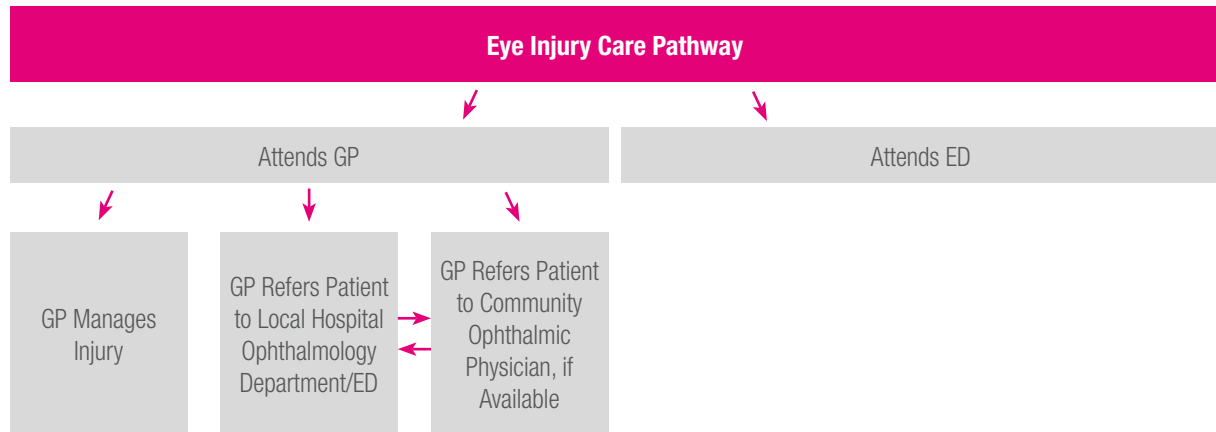 Eye Injury Care Pathway
Attends GP
Attends ED
GP Manages
Injury
GP Refers Patient
to Local Hospital
Ophthalmology
Department/ED
GP Refers Patient
to Community
Ophthalmic
Physician, if
Available